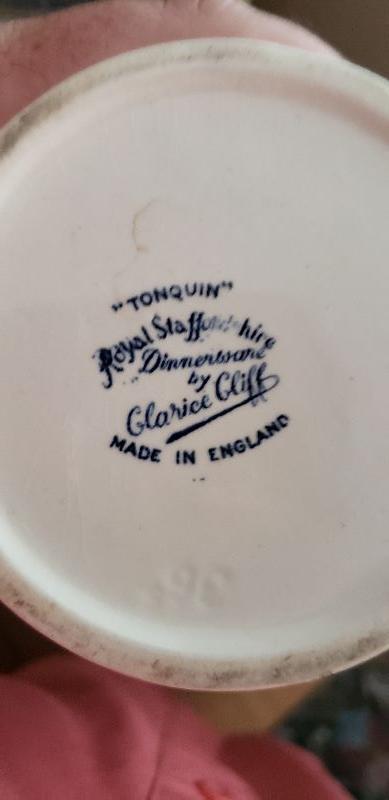 "TONQUIN"
Royal Staffordshire
Dinnerware
by
Clarice Cliff
MADE IN ENGLAND